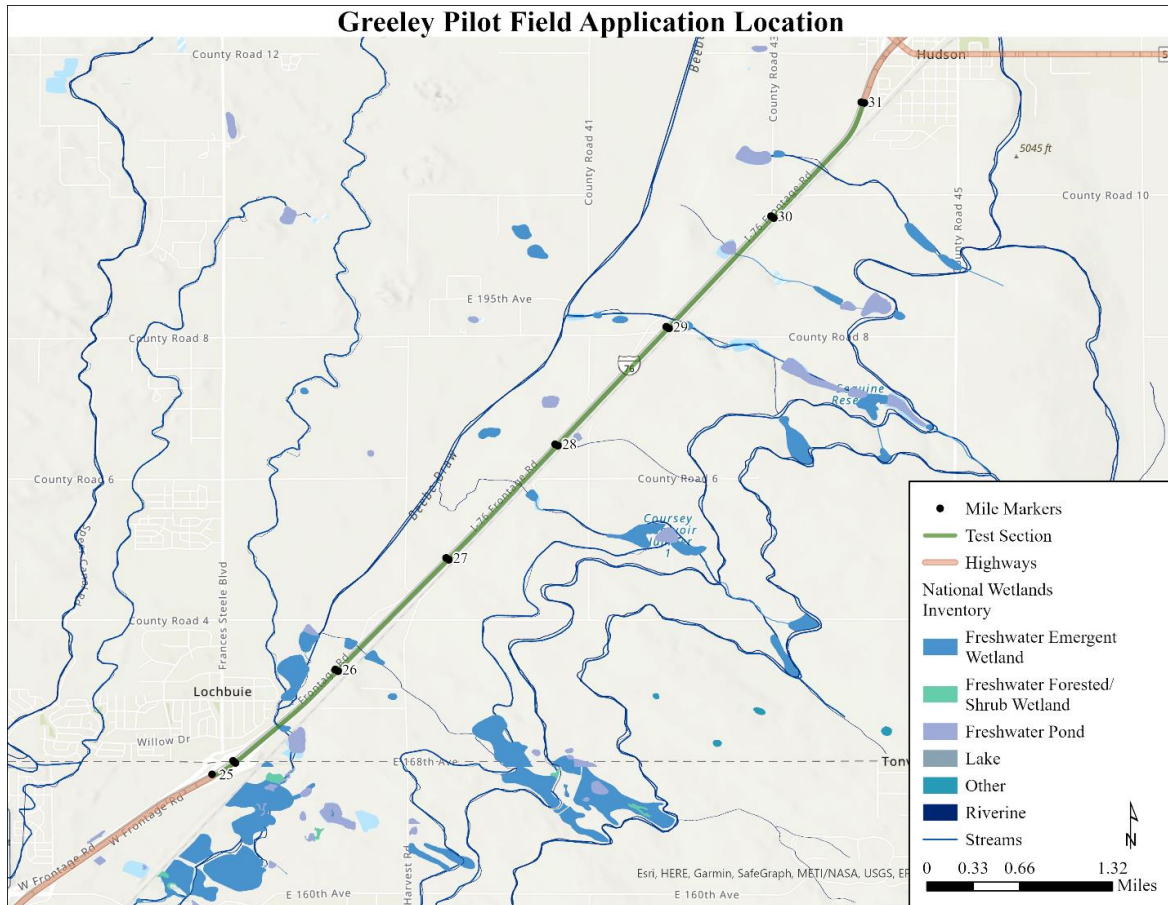 Greeley Pilot Field Application Location
County Road 12
County Road 43
Hudson
31
County Road 41
5045 ft
County Road 10
I-76 Frontage Rd
30
County Road 45
E 195th Ave
29
County Road 8
County Road 8
76
28
County Road 6
County Road 6
Beebe Draw
I-76 Frontage Rd
Coursey
1
27
Frances Steele Blvd
County Road 4
Frontage Rd
26
Lochbuie
Willow Dr
E 168th Ave
25
W Frontage Rd
W Frontage Rd
Harvest Rd
E 160th Ave
E 160th Ave
Esri, HERE, Garmin, SafeGraph, METI/NASA, USGS, EP
Mile Markers
Test Section
Highways
National Wetlands
Inventory
Freshwater Emergent
Wetland
Freshwater Forested/
Shrub Wetland
Freshwater Pond
Lake
Other
Riverine
Streams
N
0 0.33 0.66 1.32
Miles